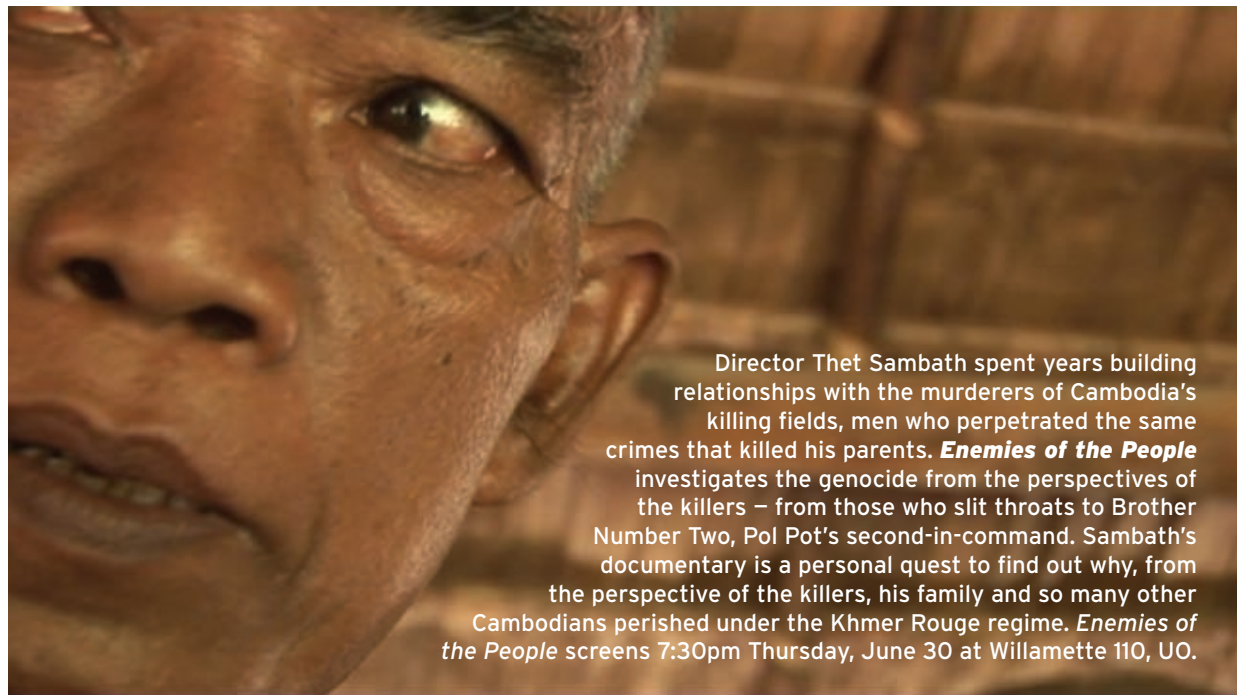 Director Thet Sambath spent years building
relationships with the murderers of Cambodia's
killing fields, men who perpetrated the same
crimes that killed his parents. Enemies of the People
investigates the genocide from the perspectives of
the killers – from those who slit throats to Brother
Number Two, Pol Pot's second-in-command. Sambath's
documentary is a personal quest to find out why, from
the perspective of the killers, his family and so many other
Cambodians perished under the Khmer Rouge regime. Enemies of
the People screens 7:30pm Thursday, June 30 at Willamette 110, UO.